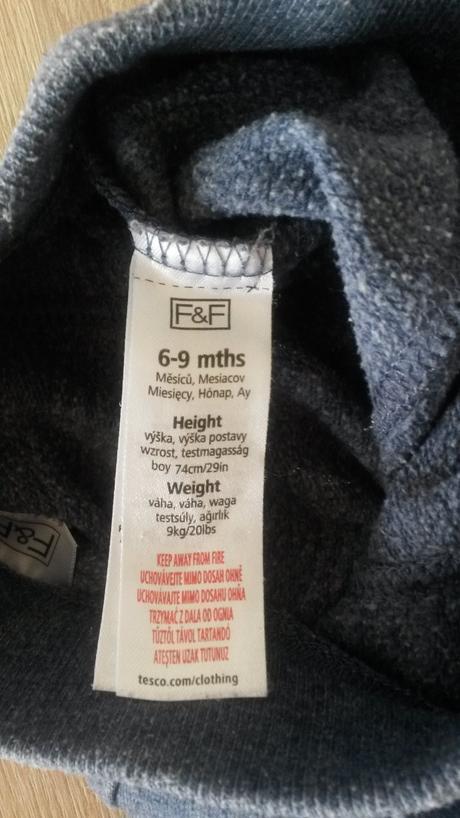 F&F
6-9 mths
Měsíců, Mesiacov
Miesięcy, Hónap, Ay
Height
výška, výška postavy
wzrost, testmagasság
boy 74cm/29in
Weight
váha, váha, waga
testsúly, ağırlık
9kg/20lbs
KEEP AWAY FROM FIRE
UCHOVÁVEJTE MIMO DOSAH OHNĚ
UCHOVÁVAJTE MIMO DOSAHU OHŇA
TRZYMAĆ Z DALA OD OGNIA
TŰZTŐL TÁVOL TARTANDÓ
ATEŞTEN UZAK TUTUNUZ
tesco.com/clothing
F&F